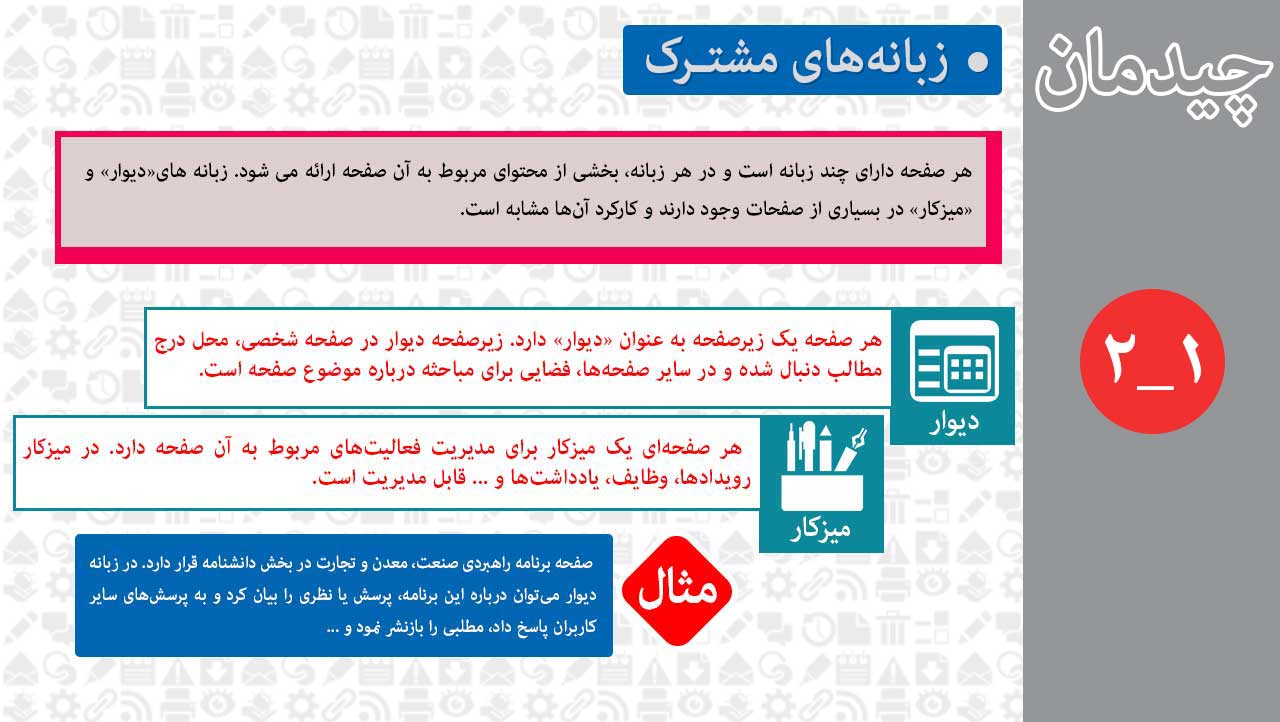 چیدمان
۲_۱
• زبانه‌های مشترک
هر صفحه دارای چند زبانه است و در هر زبانه، بخشی از محتوای مربوط به آن صفحه ارائه می شود. زبانه های«دیوار» و
«میزکار» در بسیاری از صفحات وجود دارند و کارکرد آن‌ها مشابه است.
هر صفحه یک زیرصفحه به عنوان «دیوار» دارد. زیرصفحه دیوار در صفحه شخصی، محل درج
مطالب دنبال شده و در سایر صفحه‌ها، فضایی برای مباحثه درباره موضوع صفحه است.
دیوار
هر صفحه‌ای یک میزکار برای مدیریت فعالیت‌های مربوط به آن صفحه دارد. در میزکار
رویدادها، وظایف، یادداشت‌ها و ... قابل مدیریت است.
میزکار
مثال
صفحه برنامه راهبردی صنعت، معدن و تجارت در بخش دانشنامه قرار دارد. در زبانه
دیوار می‌توان درباره این برنامه، پرسش یا نظری را بیان کرد و به پرسش‌های سایر
کاربران پاسخ داد، مطلبی را بازنشر نمود و ...